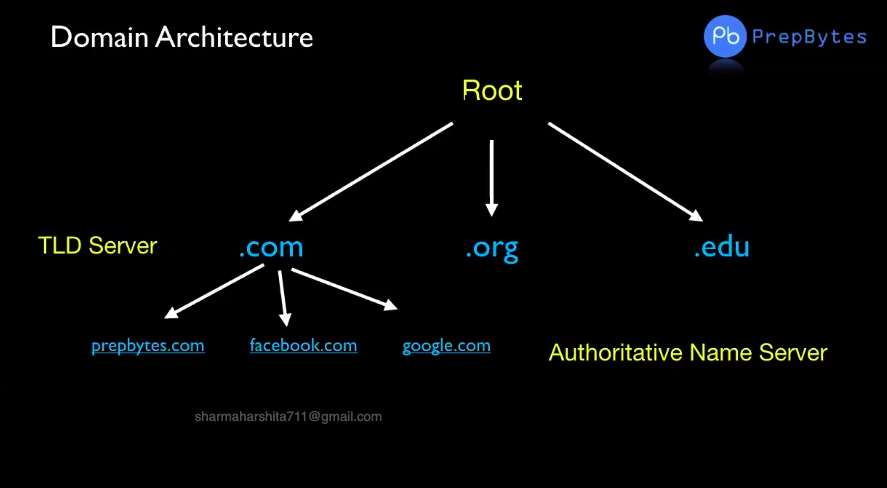 Domain Architecture
Pb PrepBytes
Root
TLD Server .com .org .edu
prepbytes.com facebook.com google.com
Authoritative Name Server
sharmaharshita711@gmail.com